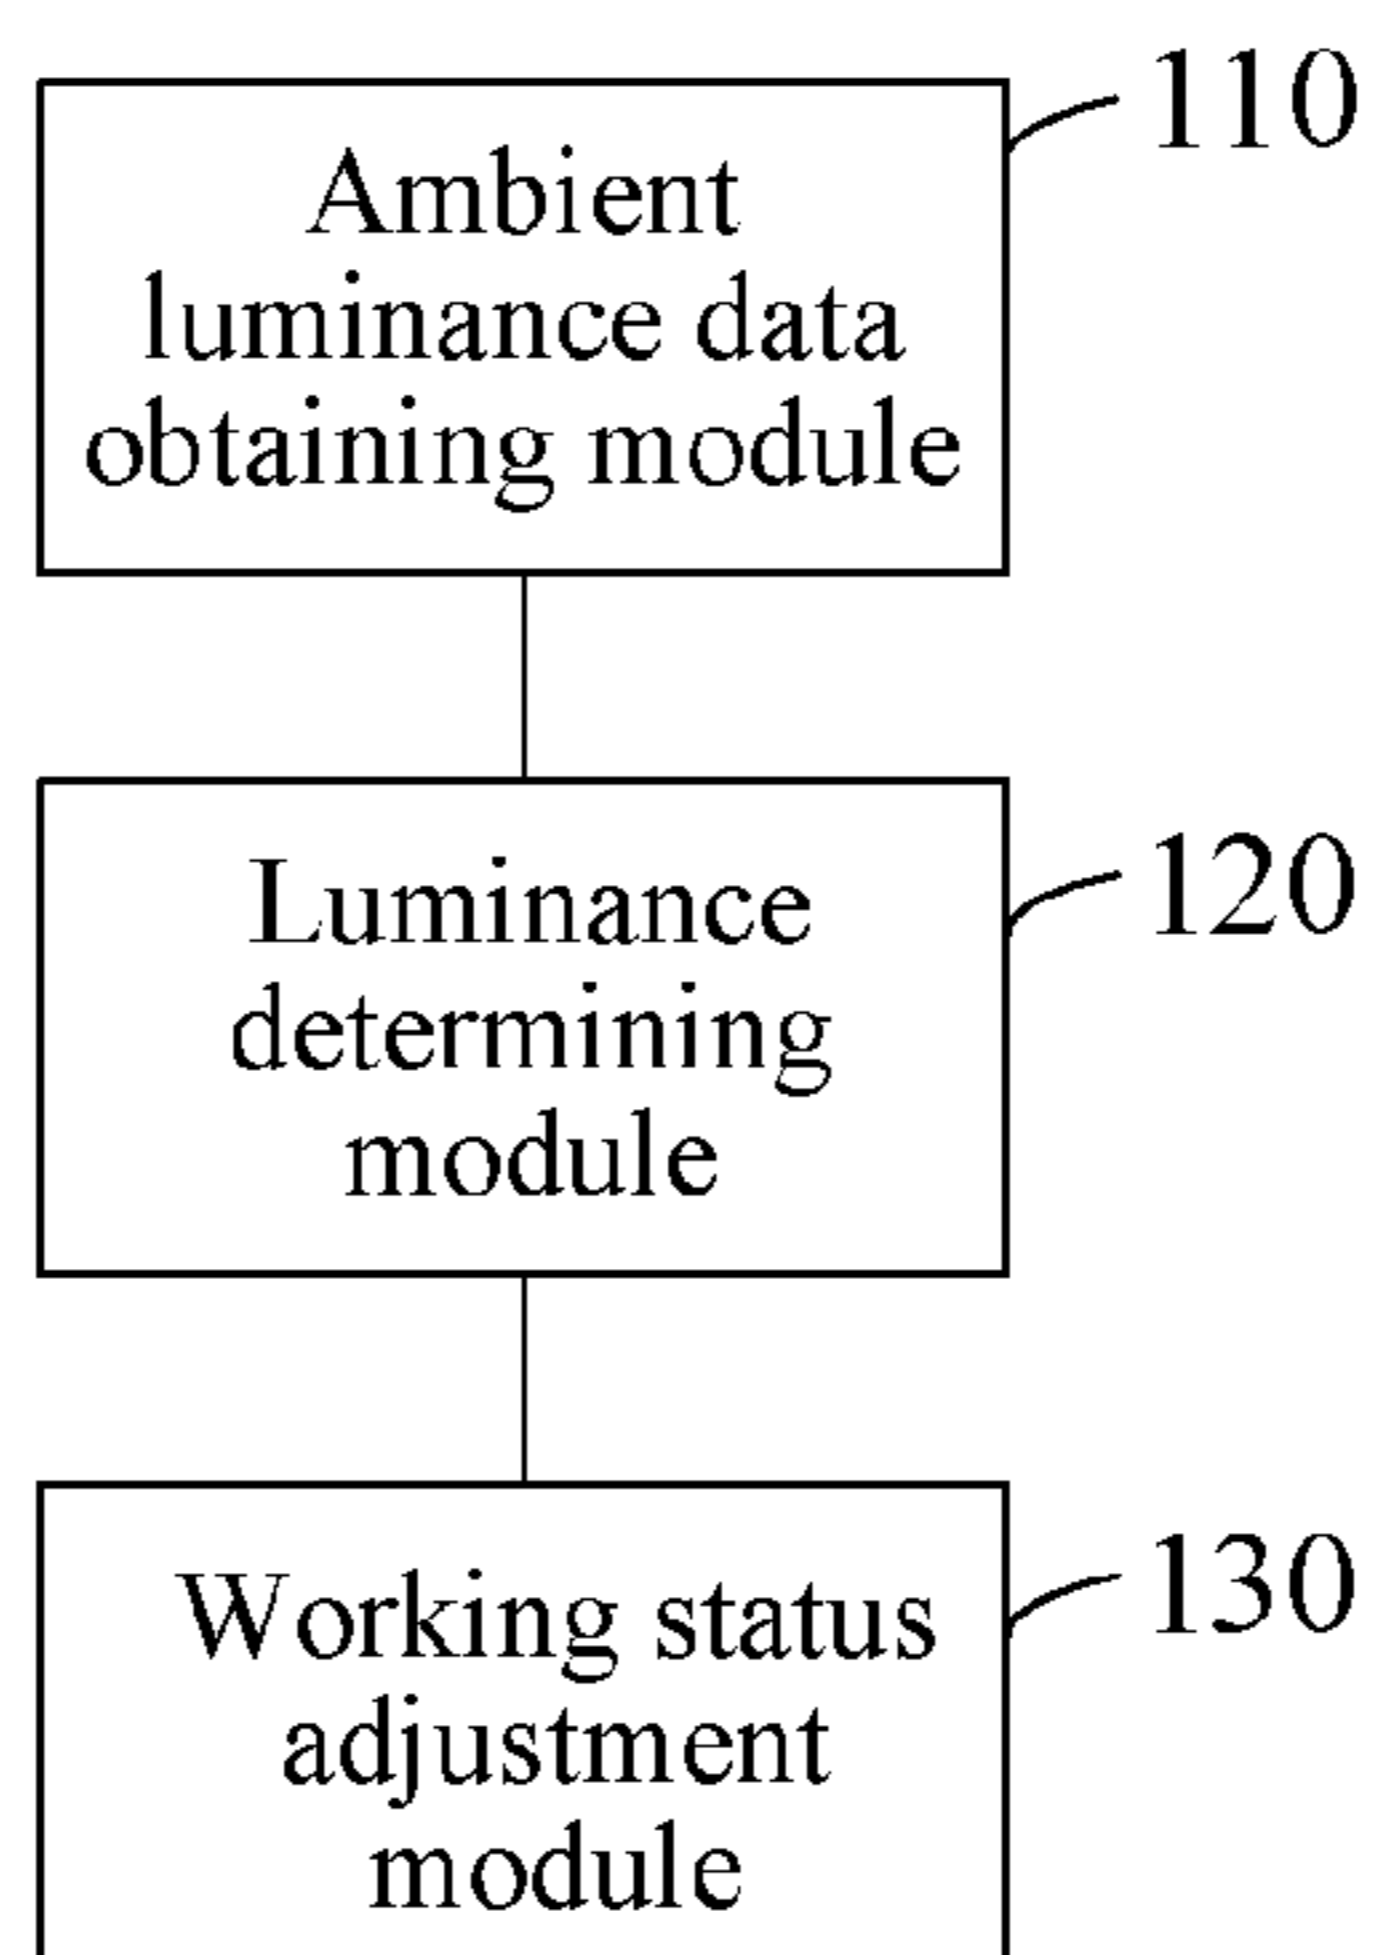 110
Ambient
luminance data
obtaining module
120
Luminance
determining
module
130
Working status
adjustment
module